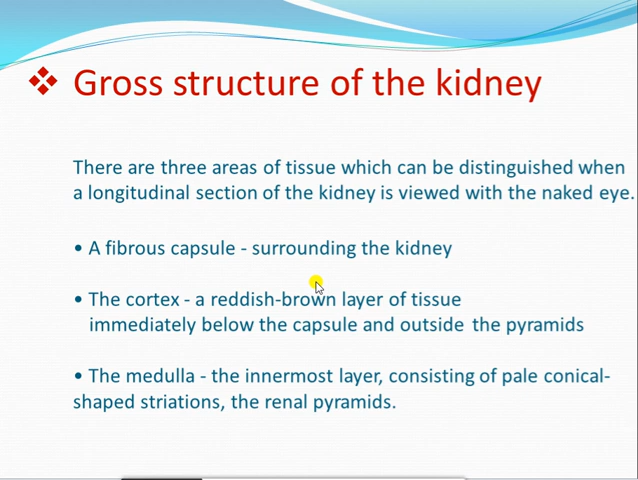 ❖ Gross structure of the kidney
There are three areas of tissue which can be distinguished when
a longitudinal section of the kidney is viewed with the naked eye.
• A fibrous capsule - surrounding the kidney
• The cortex - a reddish-brown layer of tissue
immediately below the capsule and outside the pyramids
• The medulla - the innermost layer, consisting of pale conical-
shaped striations, the renal pyramids.